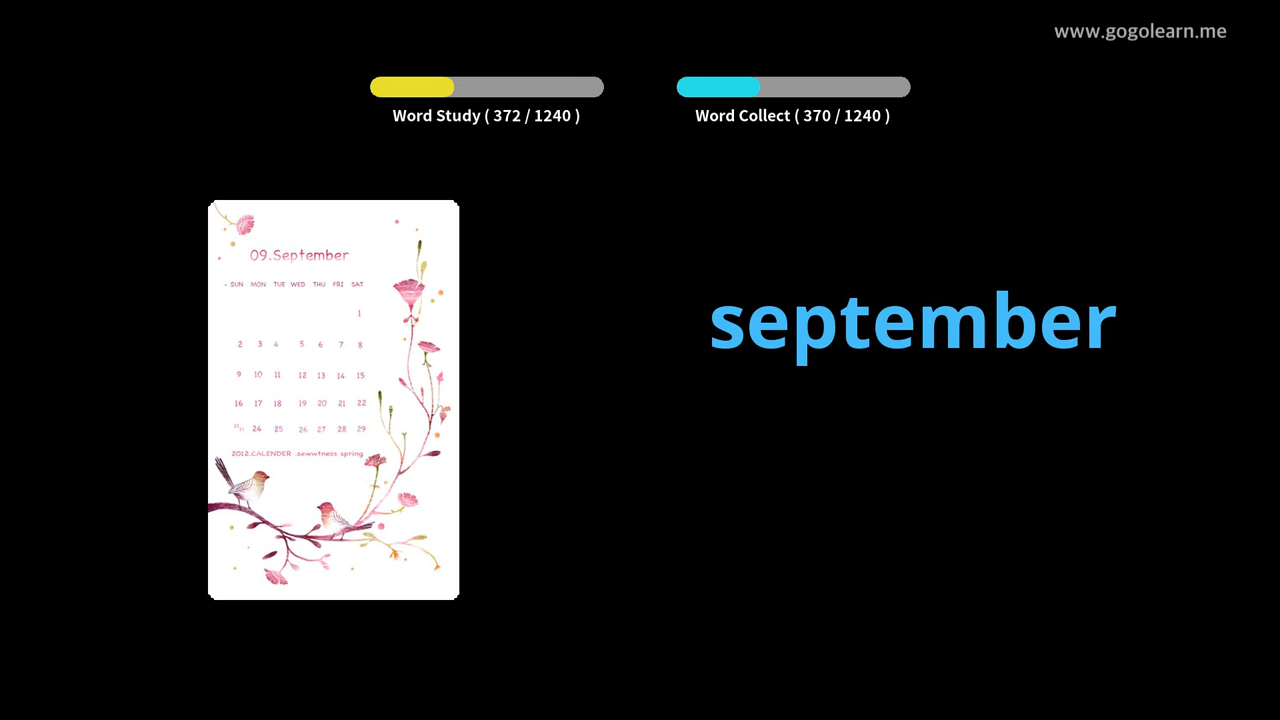 www.gogolearn.me
Word Study ( 372 / 1240 )
Word Collect ( 370 / 1240 )
09.September
SUN MON TUE WED THU FRI SAT
1
2 3 4 5 6 7 8
9 10 11 12 13 14 15
16 17 18 19 20 21 22
24 25 26 27 28 29
2012.CALENDER .sewwtness spring
september